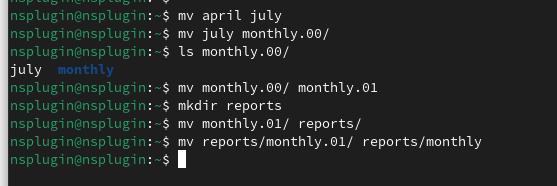 nsplugin@nsplugin:~$ mv april july
nsplugin@nsplugin:~$ mv july monthly.00/
nsplugin@nsplugin:~$ ls monthly.00/
july  monthly
nsplugin@nsplugin:~$ mv monthly.00/ monthly.01
nsplugin@nsplugin:~$ mkdir reports
nsplugin@nsplugin:~$ mv monthly.01/ reports/
nsplugin@nsplugin:~$ mv reports/monthly.01/ reports/monthly
nsplugin@nsplugin:~$